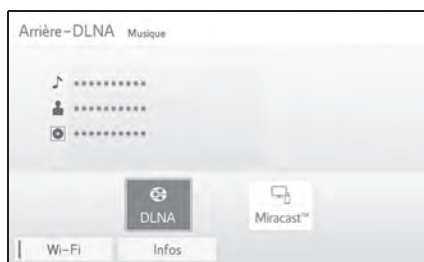 Arrière-DLNA Musique
**********
**********
**********
DLNA Miracast™
Wi-Fi Infos